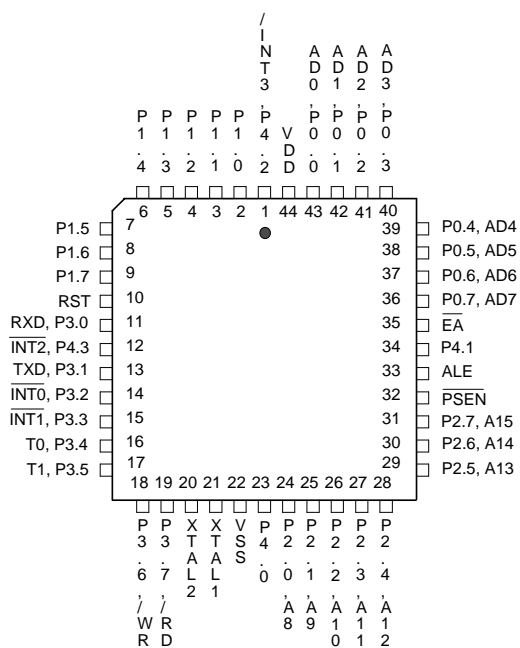 /INT3, P4.2
AD0, P0.0
AD1, P0.1
AD2, P0.2
AD3, P0.3
P1.4
P1.3
P1.2
P1.1
P1.0
VDD
6
5
4
3
2
1
44
43
42
41
40
P1.5
7
P1.6
8
P1.7
9
RST
10
RXD, P3.0
11
INT2, P4.3
12
TXD, P3.1
13
INT0, P3.2
14
INT1, P3.3
15
T0, P3.4
16
T1, P3.5
17
39
P0.4, AD4
38
P0.5, AD5
37
P0.6, AD6
36
P0.7, AD7
35
EA
34
P4.1
33
ALE
32
PSEN
31
P2.7, A15
30
P2.6, A14
29
P2.5, A13
18
19
20
21
22
23
24
25
26
27
28
P3.6, /WR
P3.7, /RD
XTAL2
XTAL1
VSS
P4.0
P2.0, A8
P2.1, A9
P2.2, A10
P2.3, A11
P2.4, A12